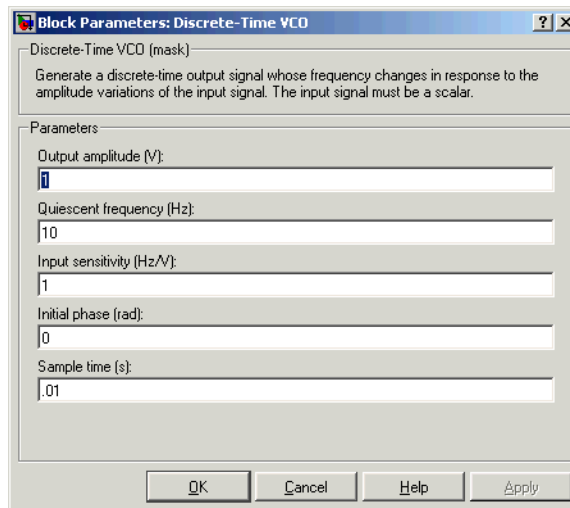 Block Parameters: Discrete-Time VCO
Discrete-Time VCO (mask)
Generate a discrete-time output signal whose frequency changes in response to the
amplitude variations of the input signal. The input signal must be a scalar.
Parameters
Output amplitude (V):
1
Quiescent frequency (Hz):
10
Input sensitivity (Hz/V):
1
Initial phase (rad):
0
Sample time (s):
.01
OK
Cancel
Help
Apply